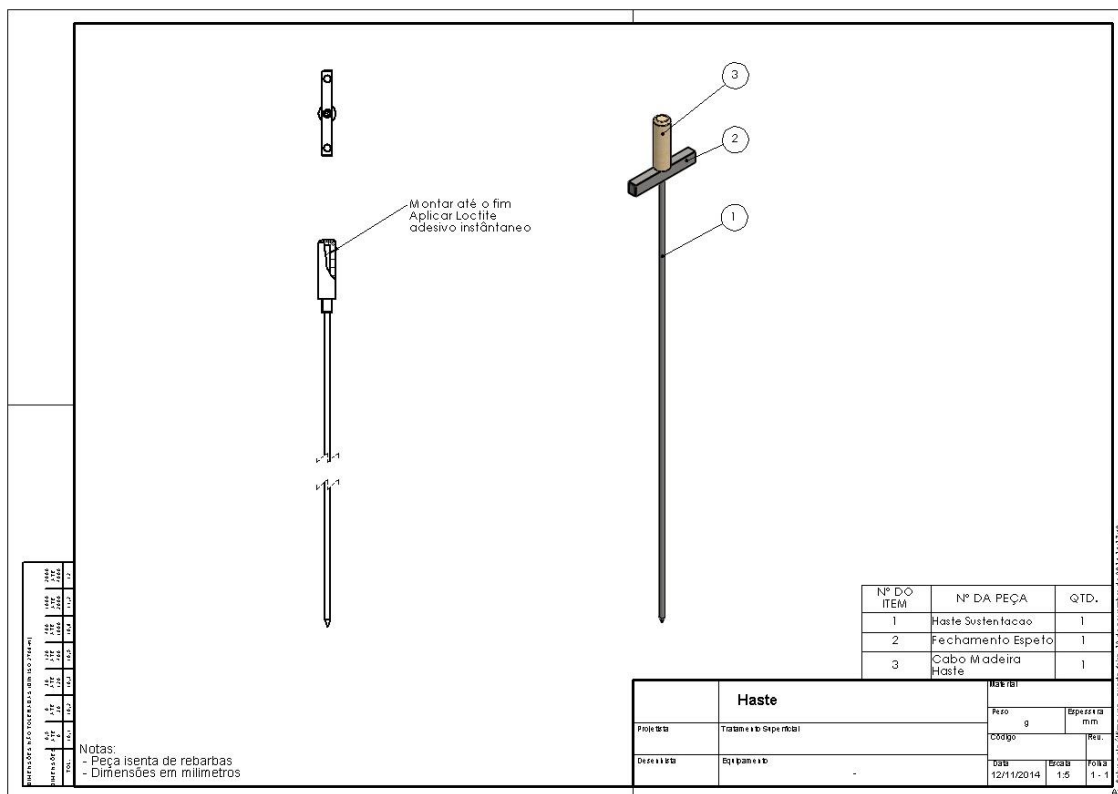 3
2
1
Montar até o fim
Aplicar Loctite
adesivo instântaneo
N° DO ITEM N° DA PEÇA QTD.
1 Haste Sustentacao 1
2 Fechamento Espeto 1
3 Cabo Madeira Haste 1
Haste
Material
Peso
g
Espessura
mm
Projetista
Tratamento Superficial
Código
Rev.
Desenhista
Equipamento
-
Data
12/11/2014
Escala
1:5
Folha
1 - 1
Notas:
- Peça isenta de rebarbas
- Dimensões em milimetros